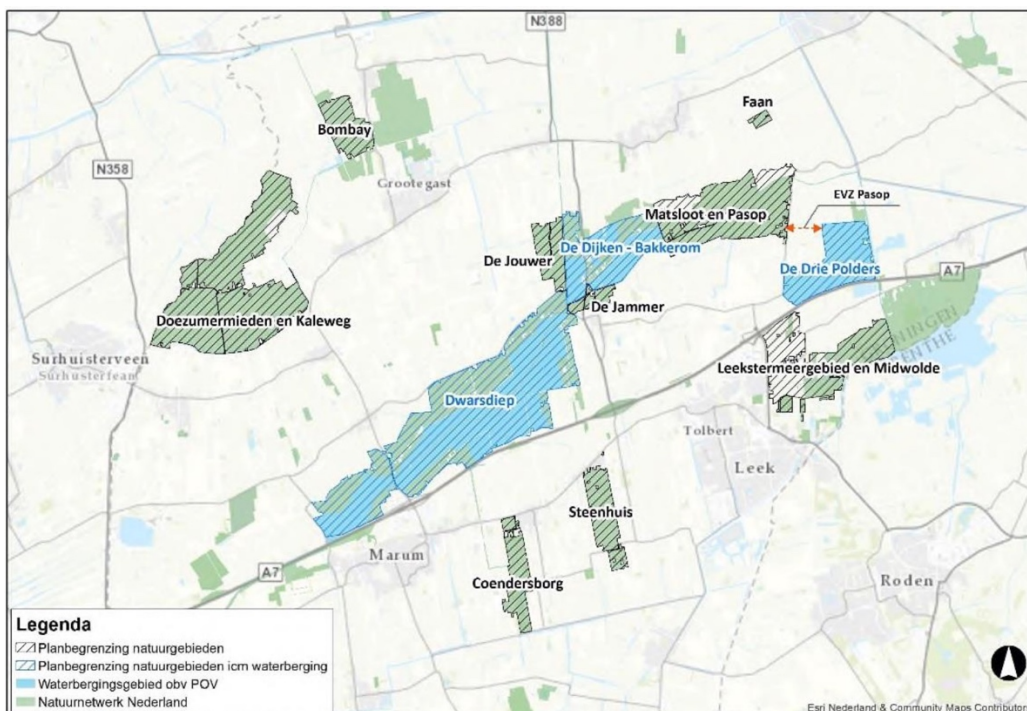 N388
Faan
Bombay
N358
Grootegast
EVZ Pasop
Matsloot en Pasop
De Dijken - Bakkerom
De Jouwer
De Drie Polders
A7
De Jammer
Doezumermieden en Kaleweg
Surhuisterveen
Surhusterfean
Leekstermeergebied en Midwolde
Dwarsdiep
Tolbert
Leek
Steenhuis
Marum
Coendersborg
A7
Roden
Legenda
Planbegrenzing natuurgebieden
Planbegrenzing natuurgebieden icm waterberging
Waterbergingsgebied obv POV
Natuurnetwerk Nederland
Esri Nederland & Community Maps Contributor